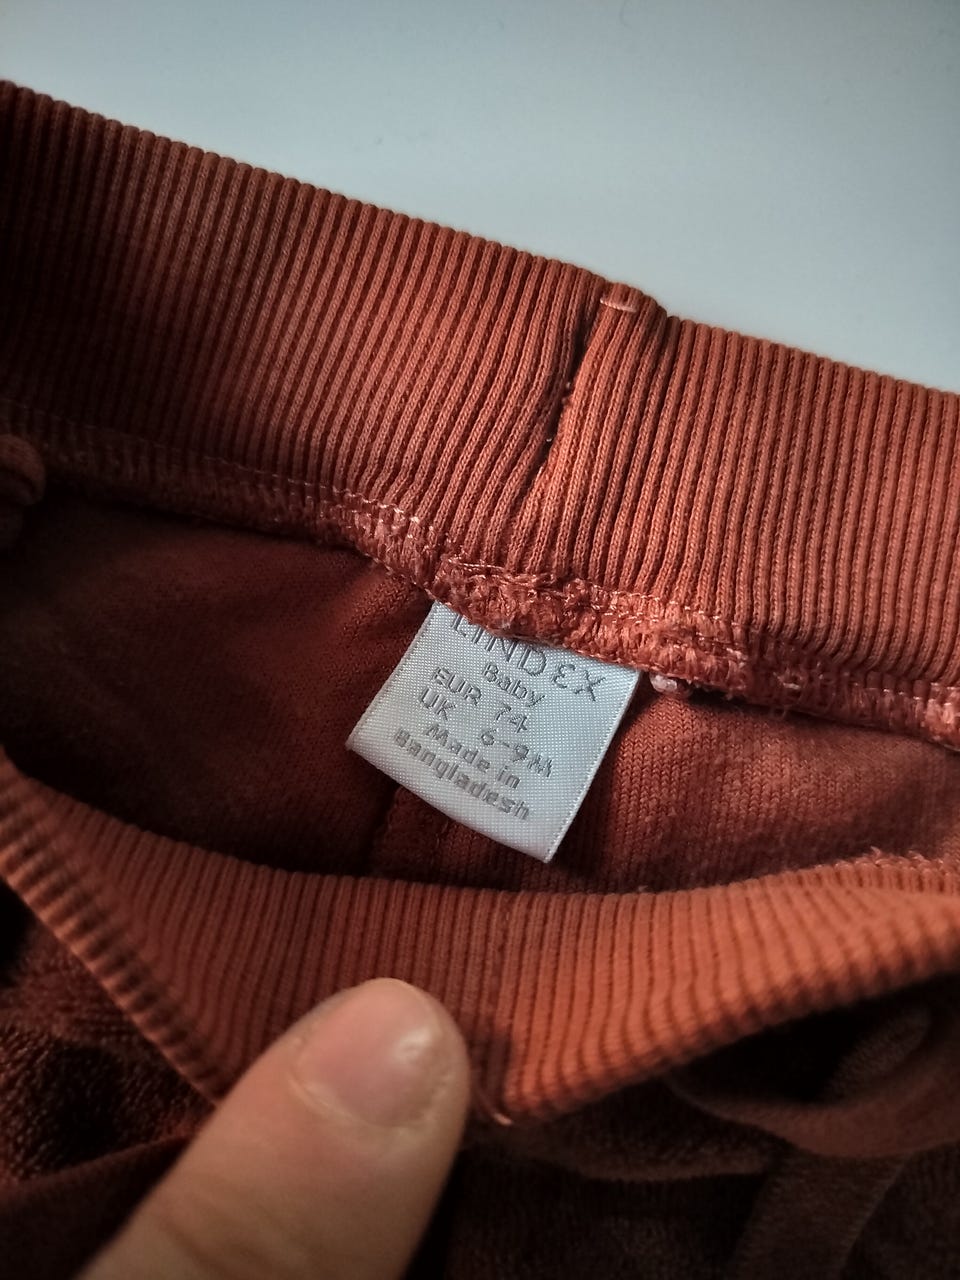 LINDEX
Baby
EUR 74
UK 6-9M
Made in
Bangladesh